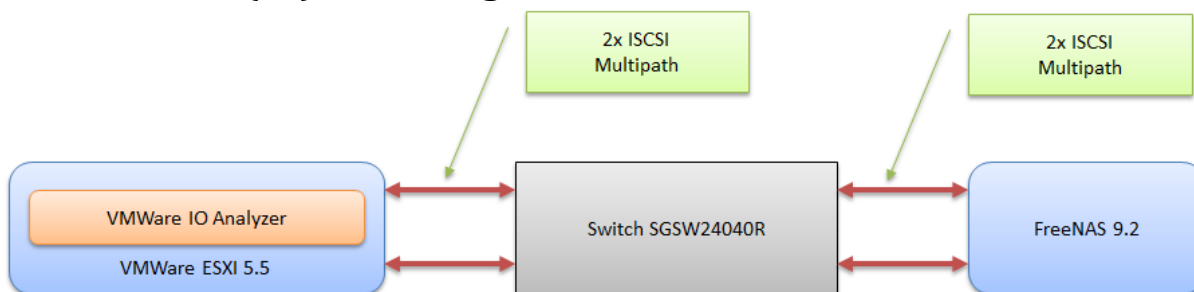 2x ISCSI
Multipath
2x ISCSI
Multipath
VMWare IO Analyzer
VMWare ESXI 5.5
Switch SGSW24040R
FreeNAS 9.2